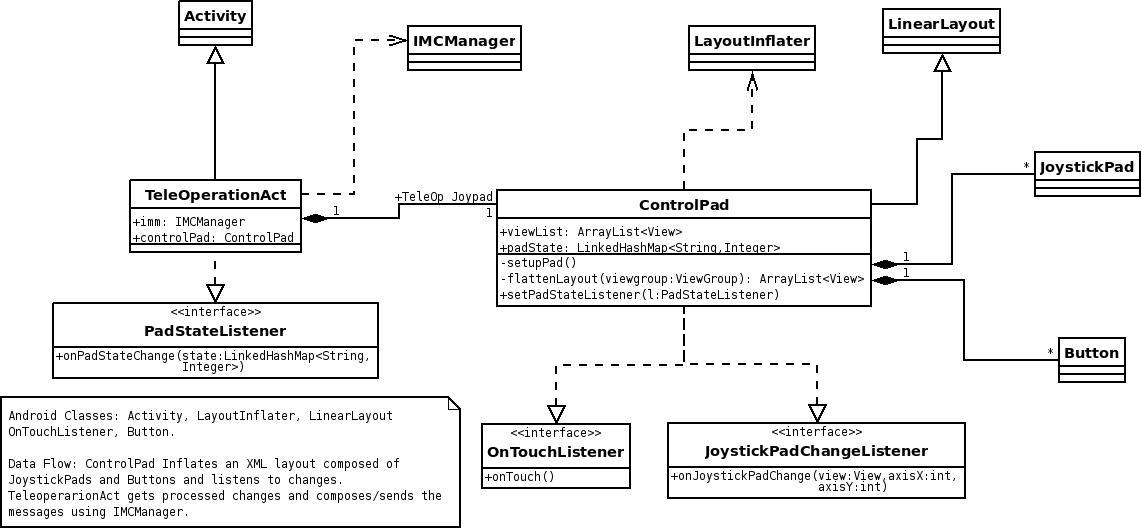 Activity
IMCManager
LayoutInflater
LinearLayout
JoystickPad
*
TeleOperationAct
+imm: IMCManager
+controlPad: ControlPad
1
+TeleOp Joypad
1
ControlPad
+viewList: ArrayList<View>
+padState: LinkedHashMap<String,Integer>
-setupPad()
-flattenLayout(viewgroup:ViewGroup): ArrayList<View>
+setPadStateListener(l:PadStateListener)
1
1
*
Button
<<interface>>
PadStateListener
+onPadStateChange(state:LinkedHashMap<String,
Integer>)
<<interface>>
OnTouchListener
+onTouch()
<<interface>>
JoystickPadChangeListener
+onJoystickPadChange(view:View,axisX:int,
axisY:int)
Android Classes: Activity, LayoutInflater, LinearLayout
OnTouchListener, Button.
Data Flow: ControlPad Inflates an XML layout composed of
JoystickPads and Buttons and listens to changes.
TeleoperarionAct gets processed changes and composes/sends the
messages using IMCManager.